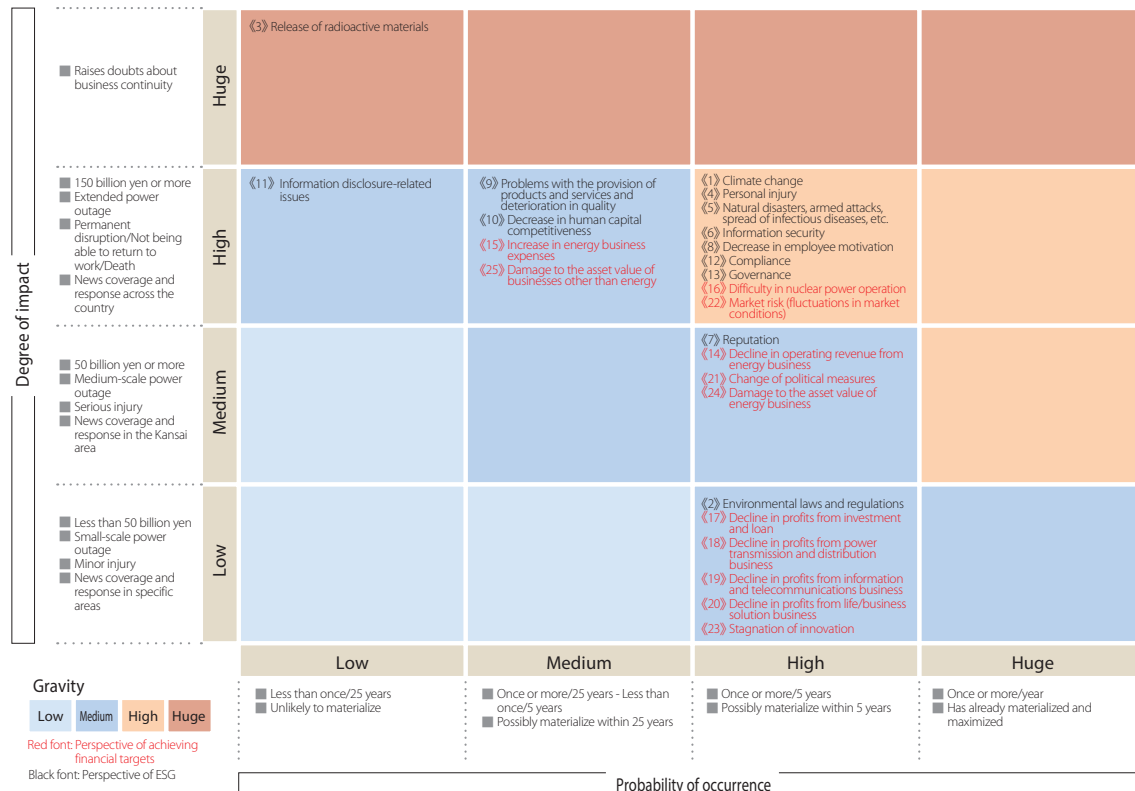 Degree of impact
Raises doubts about
business continuity
Huge
《3》 Release of radioactive materials
150 billion yen or more
Extended power
outage
Permanent
disruption/Not being
able to return to
work/Death
News coverage and
response across the
country
High
《11》 Information disclosure-related
issues
《9》 Problems with the provision of
products and services and
deterioration in quality
《10》 Decrease in human capital
competitiveness
《15》 Increase in energy business
expenses
《25》 Damage to the asset value of
businesses other than energy
《1》 Climate change
《4》 Personal injury
《5》 Natural disasters, armed attacks,
spread of infectious diseases, etc.
《6》 Information security
《8》 Decrease in employee motivation
《12》 Compliance
《13》 Governance
《16》 Difficulty in nuclear power operation
《22》 Market risk (fluctuations in market
conditions)
50 billion yen or more
Medium-scale power
outage
Serious injury
News coverage and
response in the Kansai
area
Medium
《7》 Reputation
《14》 Decline in operating revenue from
energy business
《21》 Change of political measures
《24》 Damage to the asset value of
energy business
Less than 50 billion yen
Small-scale power
outage
Minor injury
News coverage and
response in specific
areas
Low
《2》 Environmental laws and regulations
《17》 Decline in profits from investment
and loan
《18》 Decline in profits from power
transmission and distribution
business
《19》 Decline in profits from information
and telecommunications business
《20》 Decline in profits from life/business
solution business
《23》 Stagnation of innovation
Low
Medium
High
Huge
Less than once/25 years
Unlikely to materialize
Once or more/25 years - Less than
once/5 years
Possibly materialize within 25 years
Once or more/5 years
Possibly materialize within 5 years
Once or more/year
Has already materialized and
maximized
Probability of occurrence
Gravity
Low
Medium
High
Huge
Red font: Perspective of achieving
financial targets
Black font: Perspective of ESG